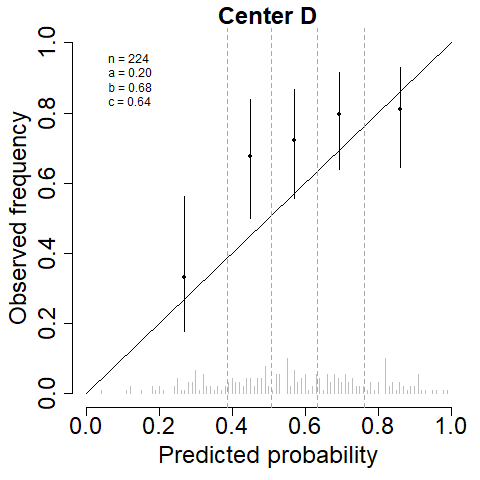 Center D
n = 224
a = 0.20
b = 0.68
c = 0.64
Observed frequency
1.0
0.8
0.6
0.4
0.2
0.0
0.0 0.2 0.4 0.6 0.8 1.0
Predicted probability